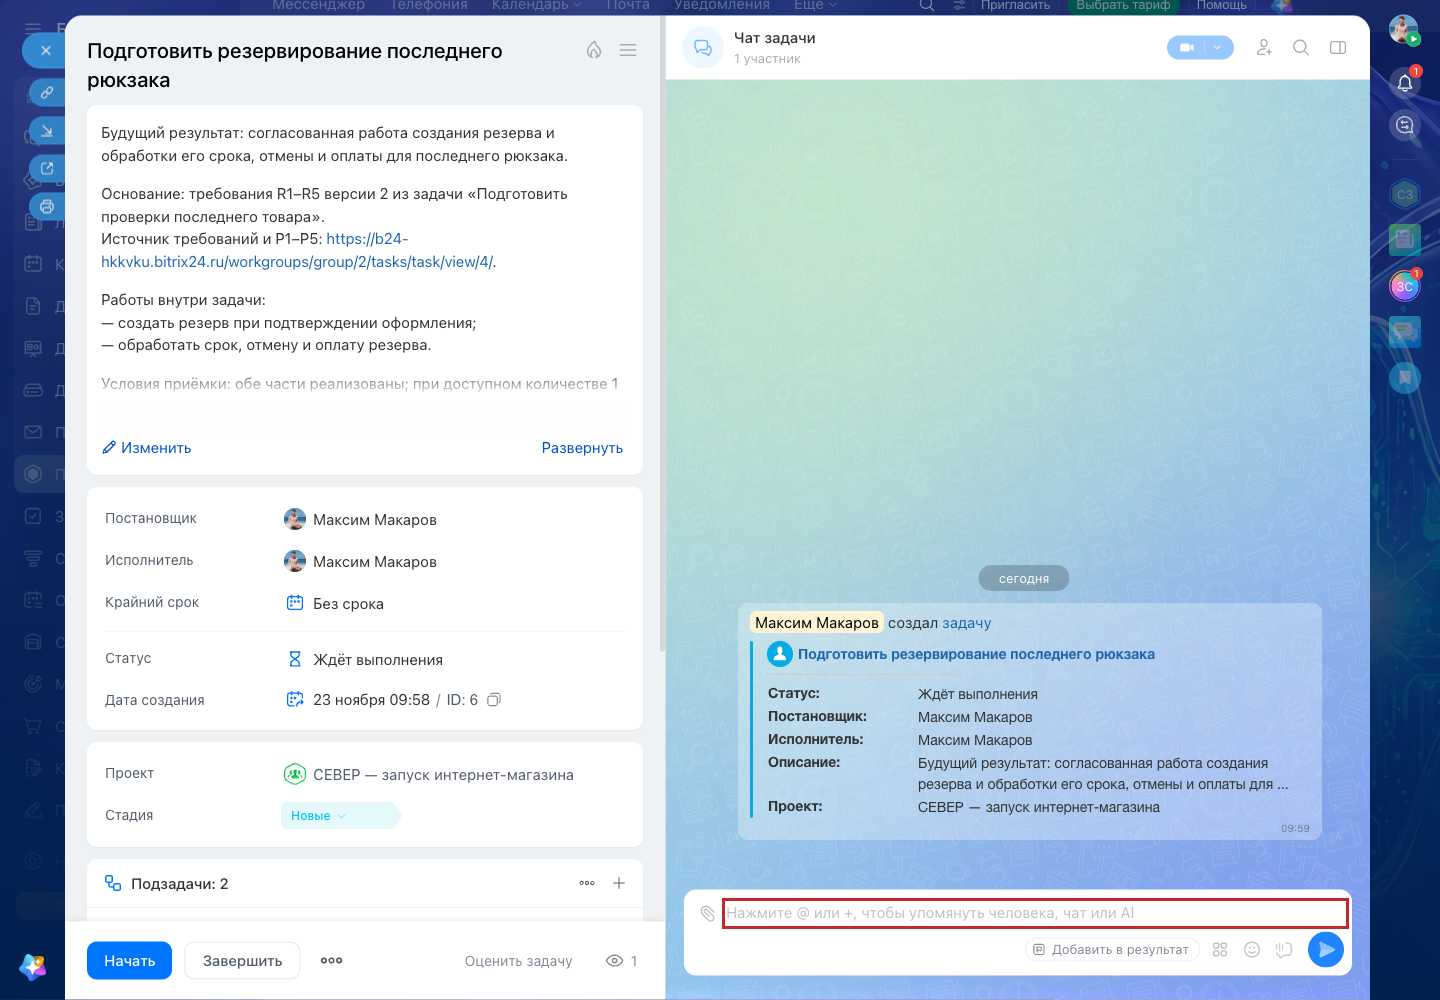 Мессенджер Телефония Календарь Почта Уведомления Ещё Пригласить Выбрать тариф Помощь
Подготовить резервирование последнего
рюкзака
Будущий результат: согласованная работа создания резерва и
обработки его срока, отмены и оплаты для последнего рюкзака.
Основание: требования R1–R5 версии 2 из задачи «Подготовить
проверки последнего товара».
Источник требований и P1–P5: https://b24-
hkkvku.bitrix24.ru/workgroups/group/2/tasks/task/view/4/.
Работы внутри задачи:
— создать резерв при подтверждении оформления;
— обработать срок, отмену и оплату резерва.
Условия приёмки: обе части реализованы; при доступном количестве 1
Изменить Развернуть
Постановщик Максим Макаров
Исполнитель Максим Макаров
Крайний срок Без срока
Статус Ждёт выполнения
Дата создания 23 ноября 09:58 / ID: 6
Проект СЕВЕР — запуск интернет-магазина
Стадия Новые
Подзадачи: 2
Начать Завершить Оценить задачу 1
Чат задачи
1 участник
сегодня
Максим Макаров создал задачу
Подготовить резервирование последнего рюкзака
Статус: Ждёт выполнения
Постановщик: Максим Макаров
Исполнитель: Максим Макаров
Описание: Будущий результат: согласованная работа создания
резерва и обработки его срока, отмены и оплаты для ...
Проект: СЕВЕР — запуск интернет-магазина
09:59
Нажмите @ или +, чтобы упомянуть человека, чат или AI
Добавить в результат
1
СЗ
ЗС
1